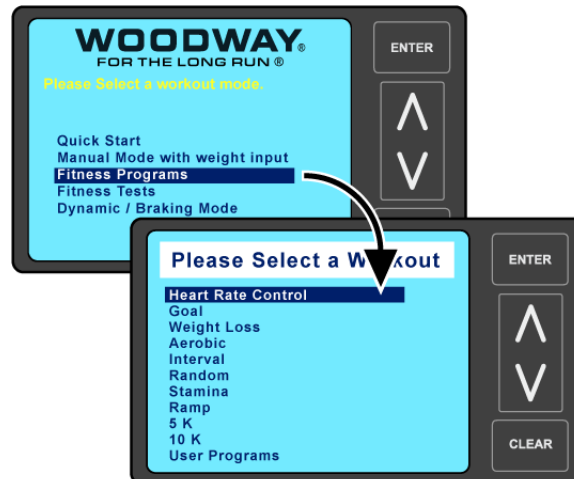 WOODWAY®
FOR THE LONG RUN ®
Please Select a workout mode.
Quick Start
Manual Mode with weight input
Fitness Programs
Fitness Tests
Dynamic / Braking Mode
ENTER
Please Select a W kout
Heart Rate Control
Goal
Weight Loss
Aerobic
Interval
Random
Stamina
Ramp
5 K
10 K
User Programs
ENTER
CLEAR